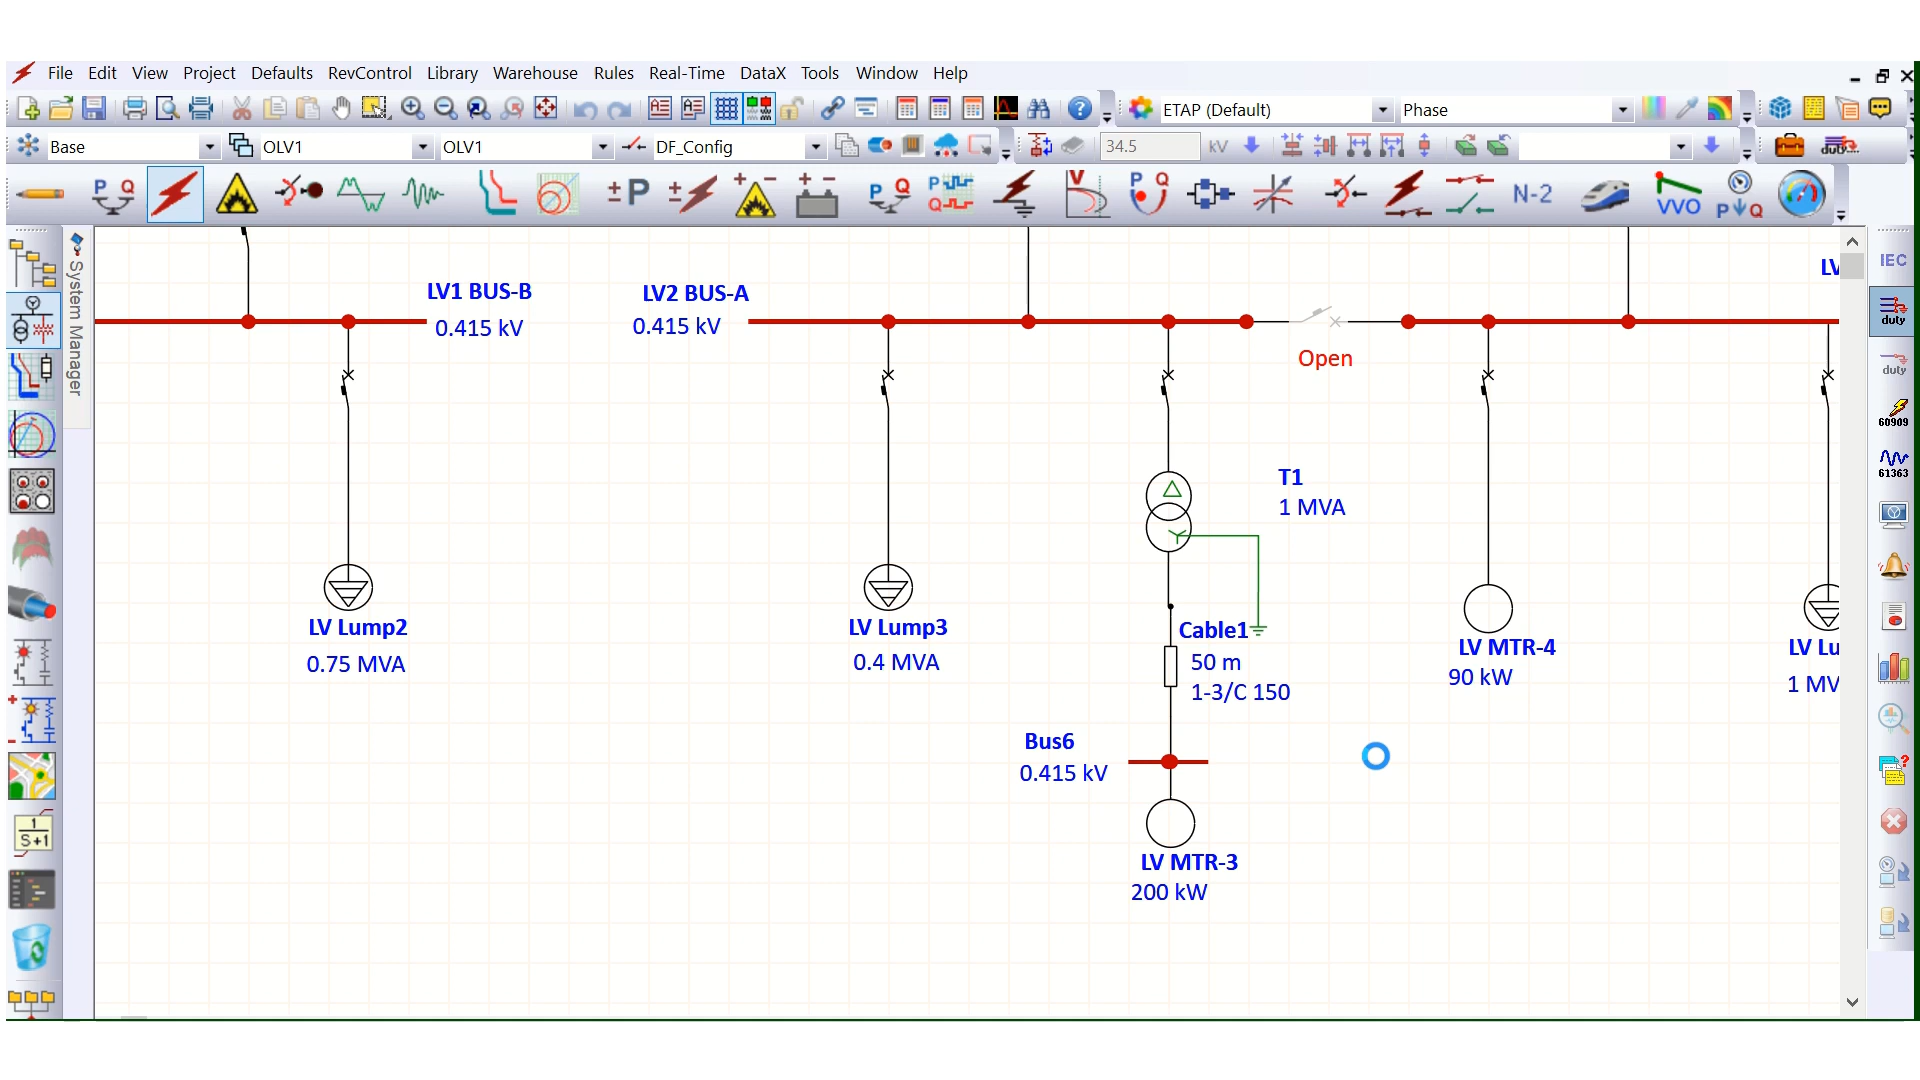 File Edit View Project Defaults RevControl Library Warehouse Rules Real-Time DataX Tools Window Help
ETAP (Default) Phase
Base OLV1 OLV1 DF_Config 34.5 kV duty..
P Q ± P ± P Q P Q V P Q N-2 VVO P Q
System Manager
IEC
duty
duty
60909
61363
1
S+1
LV1 BUS-B
0.415 kV
LV2 BUS-A
0.415 kV
LV
Open
T1
1 MVA
LV Lump2
0.75 MVA
LV Lump3
0.4 MVA
Cable1
50 m
1-3/C 150
LV MTR-4
90 kW
LV Lu
1 MV
Bus6
0.415 kV
LV MTR-3
200 kW